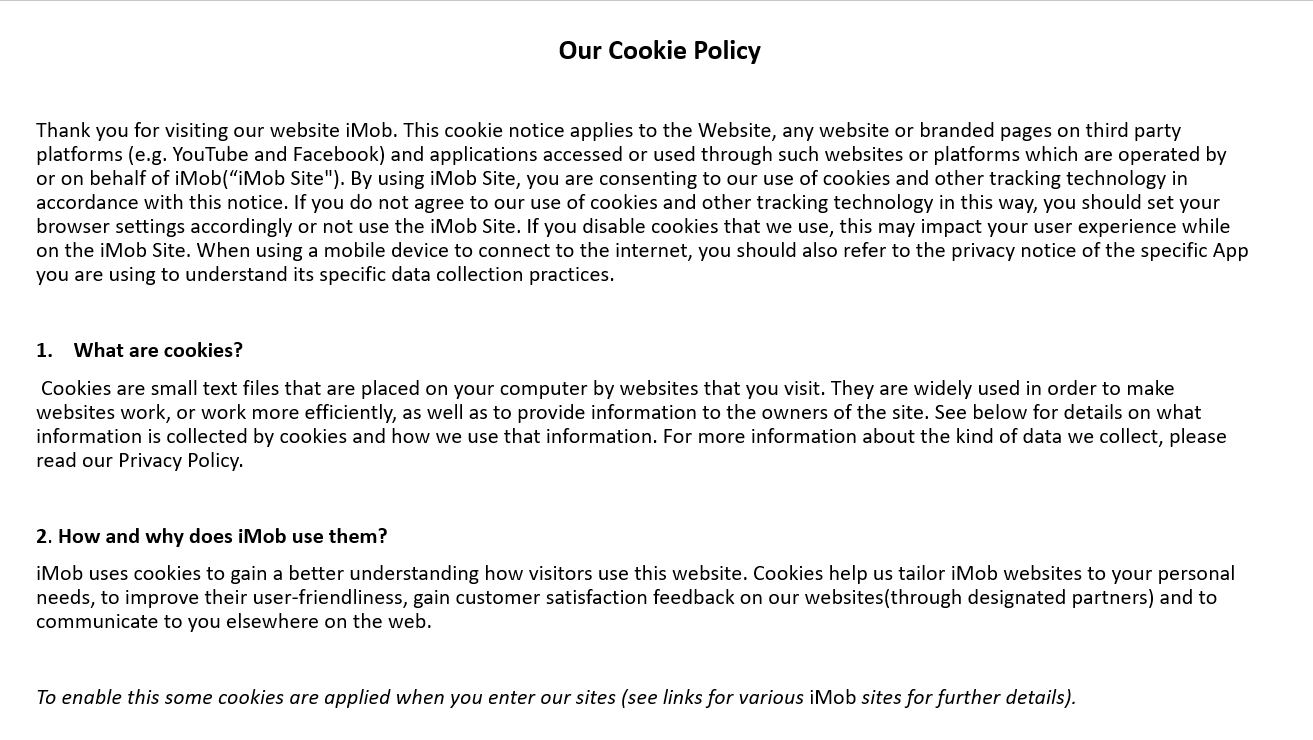 Our Cookie Policy
Thank you for visiting our website iMob. This cookie notice applies to the Website, any website or branded pages on third party
platforms (e.g. YouTube and Facebook) and applications accessed or used through such websites or platforms which are operated by
or on behalf of iMob(“iMob Site"). By using iMob Site, you are consenting to our use of cookies and other tracking technology in
accordance with this notice. If you do not agree to our use of cookies and other tracking technology in this way, you should set your
browser settings accordingly or not use the iMob Site. If you disable cookies that we use, this may impact your user experience while
on the iMob Site. When using a mobile device to connect to the internet, you should also refer to the privacy notice of the specific App
you are using to understand its specific data collection practices.
1. What are cookies?
Cookies are small text files that are placed on your computer by websites that you visit. They are widely used in order to make
websites work, or work more efficiently, as well as to provide information to the owners of the site. See below for details on what
information is collected by cookies and how we use that information. For more information about the kind of data we collect, please
read our Privacy Policy.
2. How and why does iMob use them?
iMob uses cookies to gain a better understanding how visitors use this website. Cookies help us tailor iMob websites to your personal
needs, to improve their user-friendliness, gain customer satisfaction feedback on our websites(through designated partners) and to
communicate to you elsewhere on the web.
To enable this some cookies are applied when you enter our sites (see links for various iMob sites for further details).